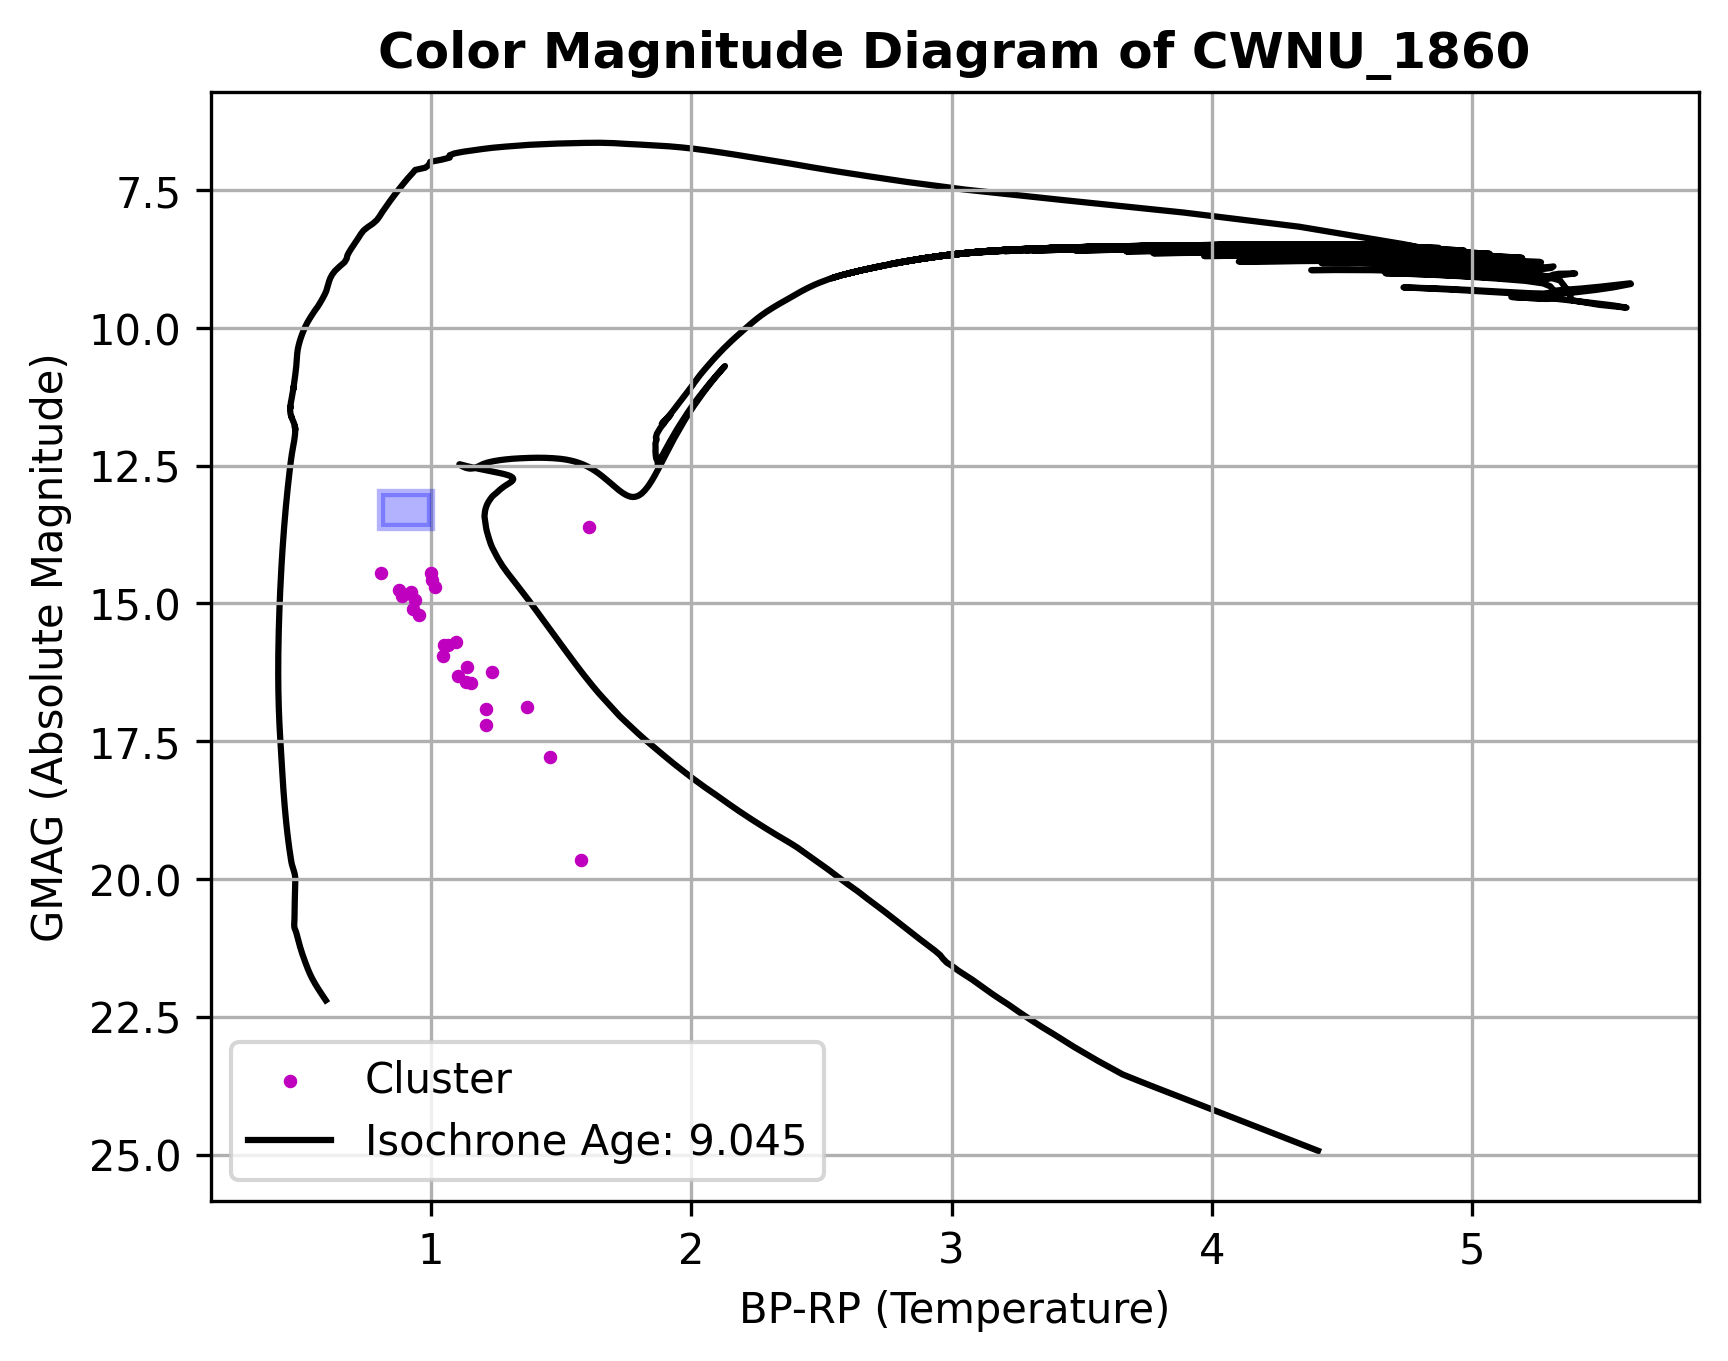 Color Magnitude Diagram of CWNU_1860
GMAG (Absolute Magnitude)
7.5
10.0
12.5
15.0
17.5
20.0
22.5
25.0
Cluster
Isochrone Age: 9.045
1 2 3 4 5
BP-RP (Temperature)